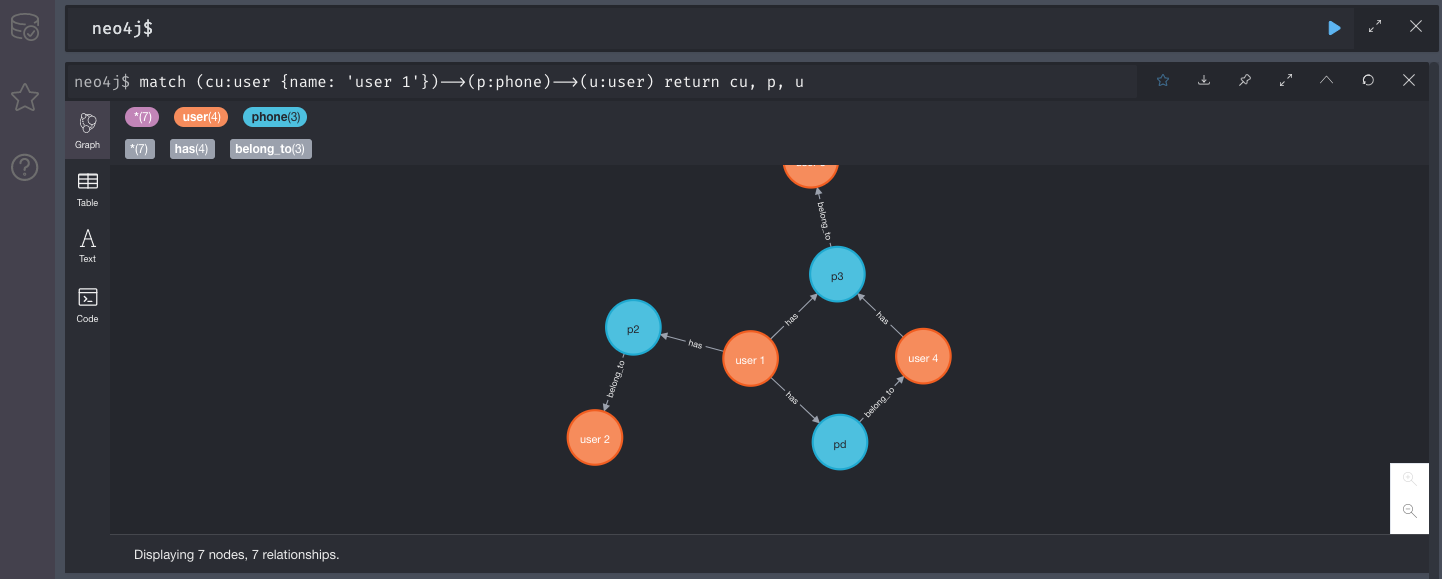 neo4j$
neo4j$ match (cu:user {name: 'user 1'})-->(p:phone)-->(u:user) return cu, p, u
*(7) user(4) phone(3)
*(7) has(4) belong_to(3)
Graph
Table
Text
Code
belong_to
p3
has
has
p2
has
user 1
user 4
belong_to
has
belong_to
user 2
pd
Displaying 7 nodes, 7 relationships.